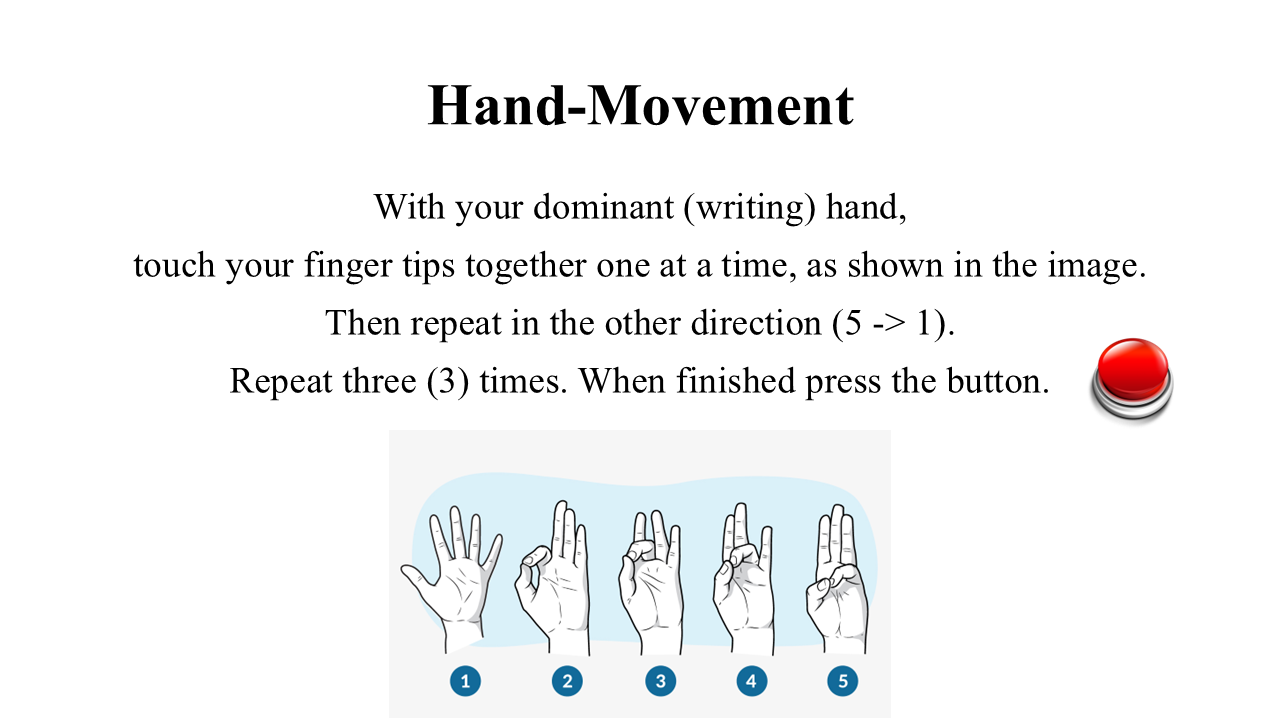 Hand-Movement
With your dominant (writing) hand,
touch your finger tips together one at a time, as shown in the image.
Then repeat in the other direction (5 -> 1).
Repeat three (3) times. When finished press the button.
1 2 3 4 5